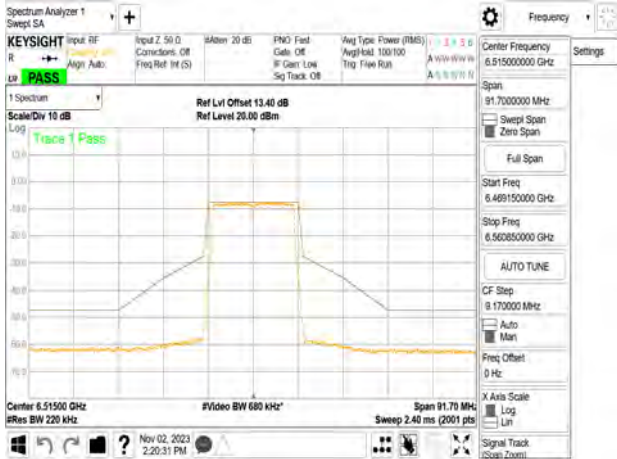 Spectrum Analyzer 1
Swept SA
+
Frequency
KEYSIGHT
Input: RF
Align: Auto
Input Z: 50 Ω
Corrections: Off
Freq Ref: Int (S)
#Atten: 20 dB
PNO: Fast
Gate: Off
IF Gain: Low
Sig Track: Off
Avg Type: Power (RMS)
Avg|Hold: 100/100
Trig: Free Run
PASS
Center Frequency
6.515000000 GHz
Settings
Span
91.7000000 MHz
Swept Span
Zero Span
Full Span
Start Freq
6.469150000 GHz
Stop Freq
6.560850000 GHz
AUTO TUNE
CF Step
9.170000 MHz
Auto
Man
Freq Offset
0 Hz
X Axis Scale
Log
Lin
Signal Track
(Span Zoom)
1 Spectrum
Scale/Div 10 dB
Ref Lvl Offset 13.40 dB
Ref Level 20.00 dBm
Log
Trace 1 Pass
Center 6.51500 GHz
#Res BW 220 kHz
#Video BW 680 kHz*
Span 91.70 MHz
Sweep 2.40 ms (2001 pts
?
Nov 02, 2023
2:20:31 PM